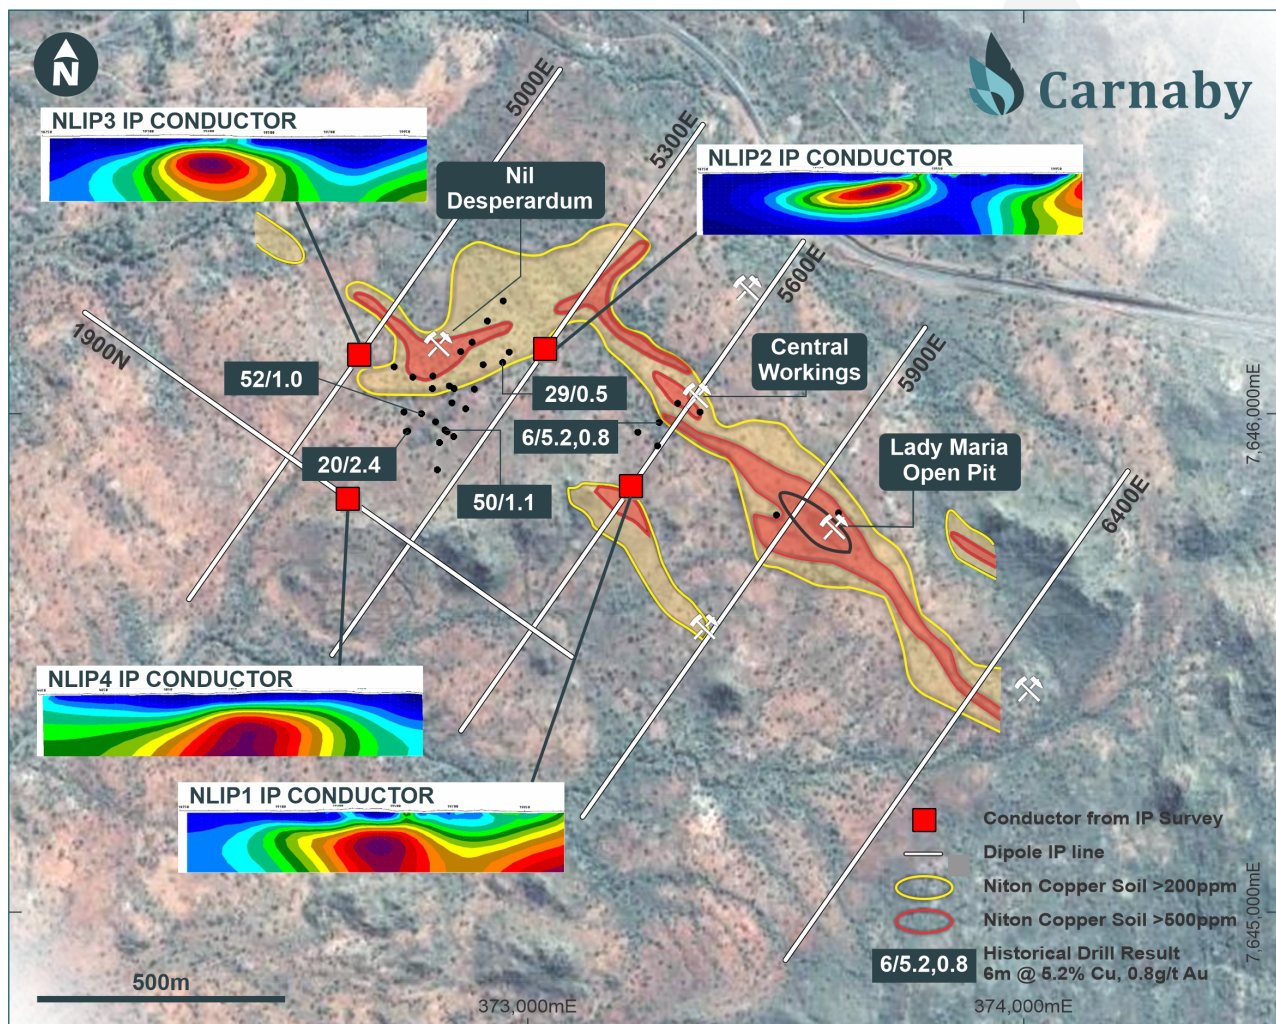 N
Carnaby
NLIP3 IP CONDUCTOR
5000E
5300E
NLIP2 IP CONDUCTOR
Nil
Desperardum
5600E
1900N
Central
Workings
5900E
52/1.0
29/0.5
6/5.2,0.8
7,646,000mE
Lady Maria
Open Pit
20/2.4
50/1.1
6400E
NLIP4 IP CONDUCTOR
NLIP1 IP CONDUCTOR
Conductor from IP Survey
Dipole IP line
Niton Copper Soil >200ppm
Niton Copper Soil >500ppm
7,645,000mE
6/5.2,0.8
Historical Drill Result
6m @ 5.2% Cu, 0.8g/t Au
500m
373,000mE
374,000mE